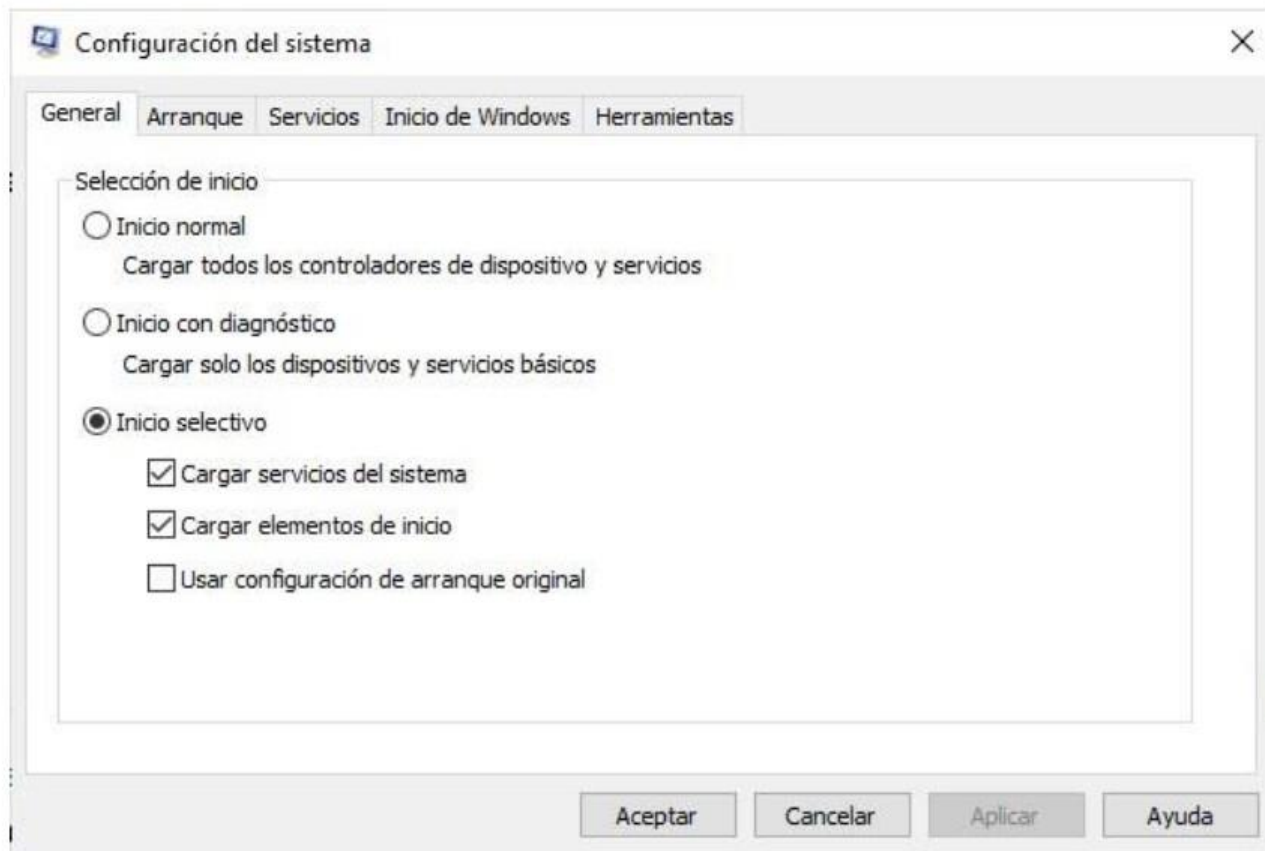 Configuración del sistema
General Arranque Servicios Inicio de Windows Herramientas
Selección de inicio
Inicio normal
Cargar todos los controladores de dispositivo y servicios
Inicio con diagnóstico
Cargar solo los dispositivos y servicios básicos
Inicio selectivo
Cargar servicios del sistema
Cargar elementos de inicio
Usar configuración de arranque original
Aceptar Cancelar Aplicar Ayuda